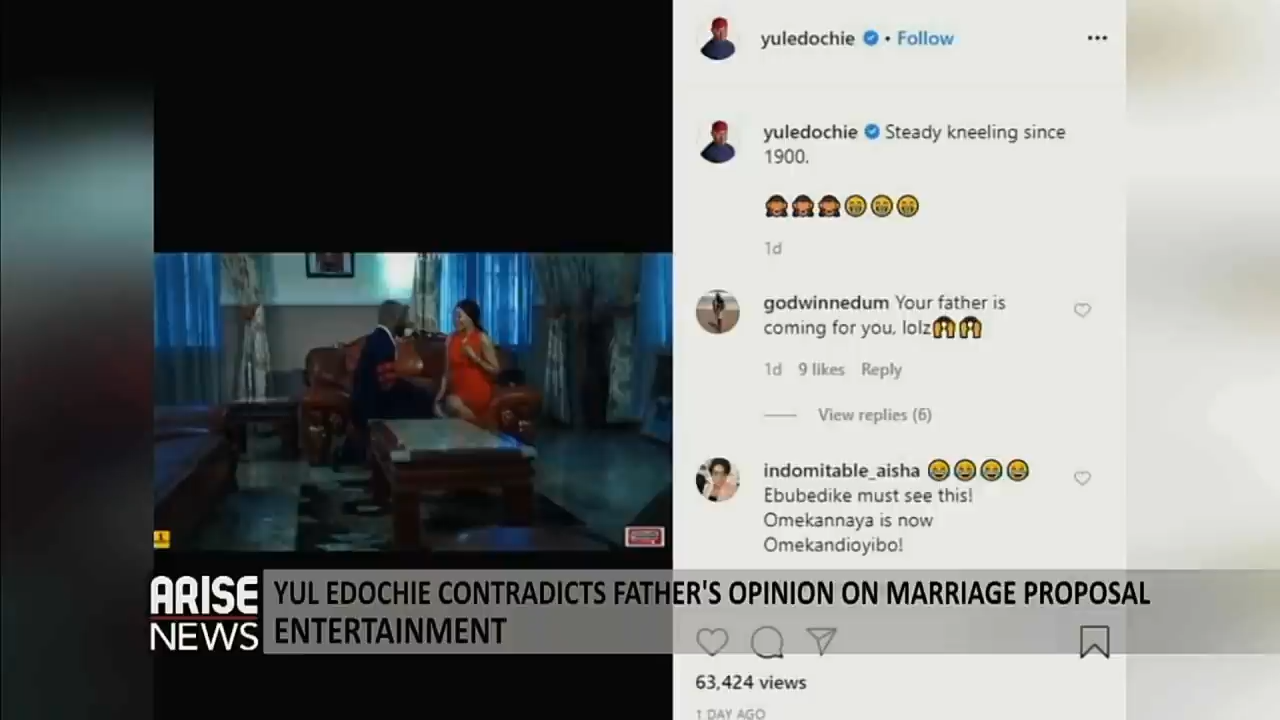 yuledochie • Follow
yuledochie Steady kneeling since
1900.
1d
godwinnedum Your father is
coming for you, lolz
1d 9 likes Reply
View replies (6)
indomitable_aisha
Ebubedike must see this!
Omekannaya is now
Omekandioyibo!
ARISE
NEWS
YUL EDOCHIE CONTRADICTS FATHER'S OPINION ON MARRIAGE PROPOSAL
ENTERTAINMENT
63,424 views
1 DAY AGO